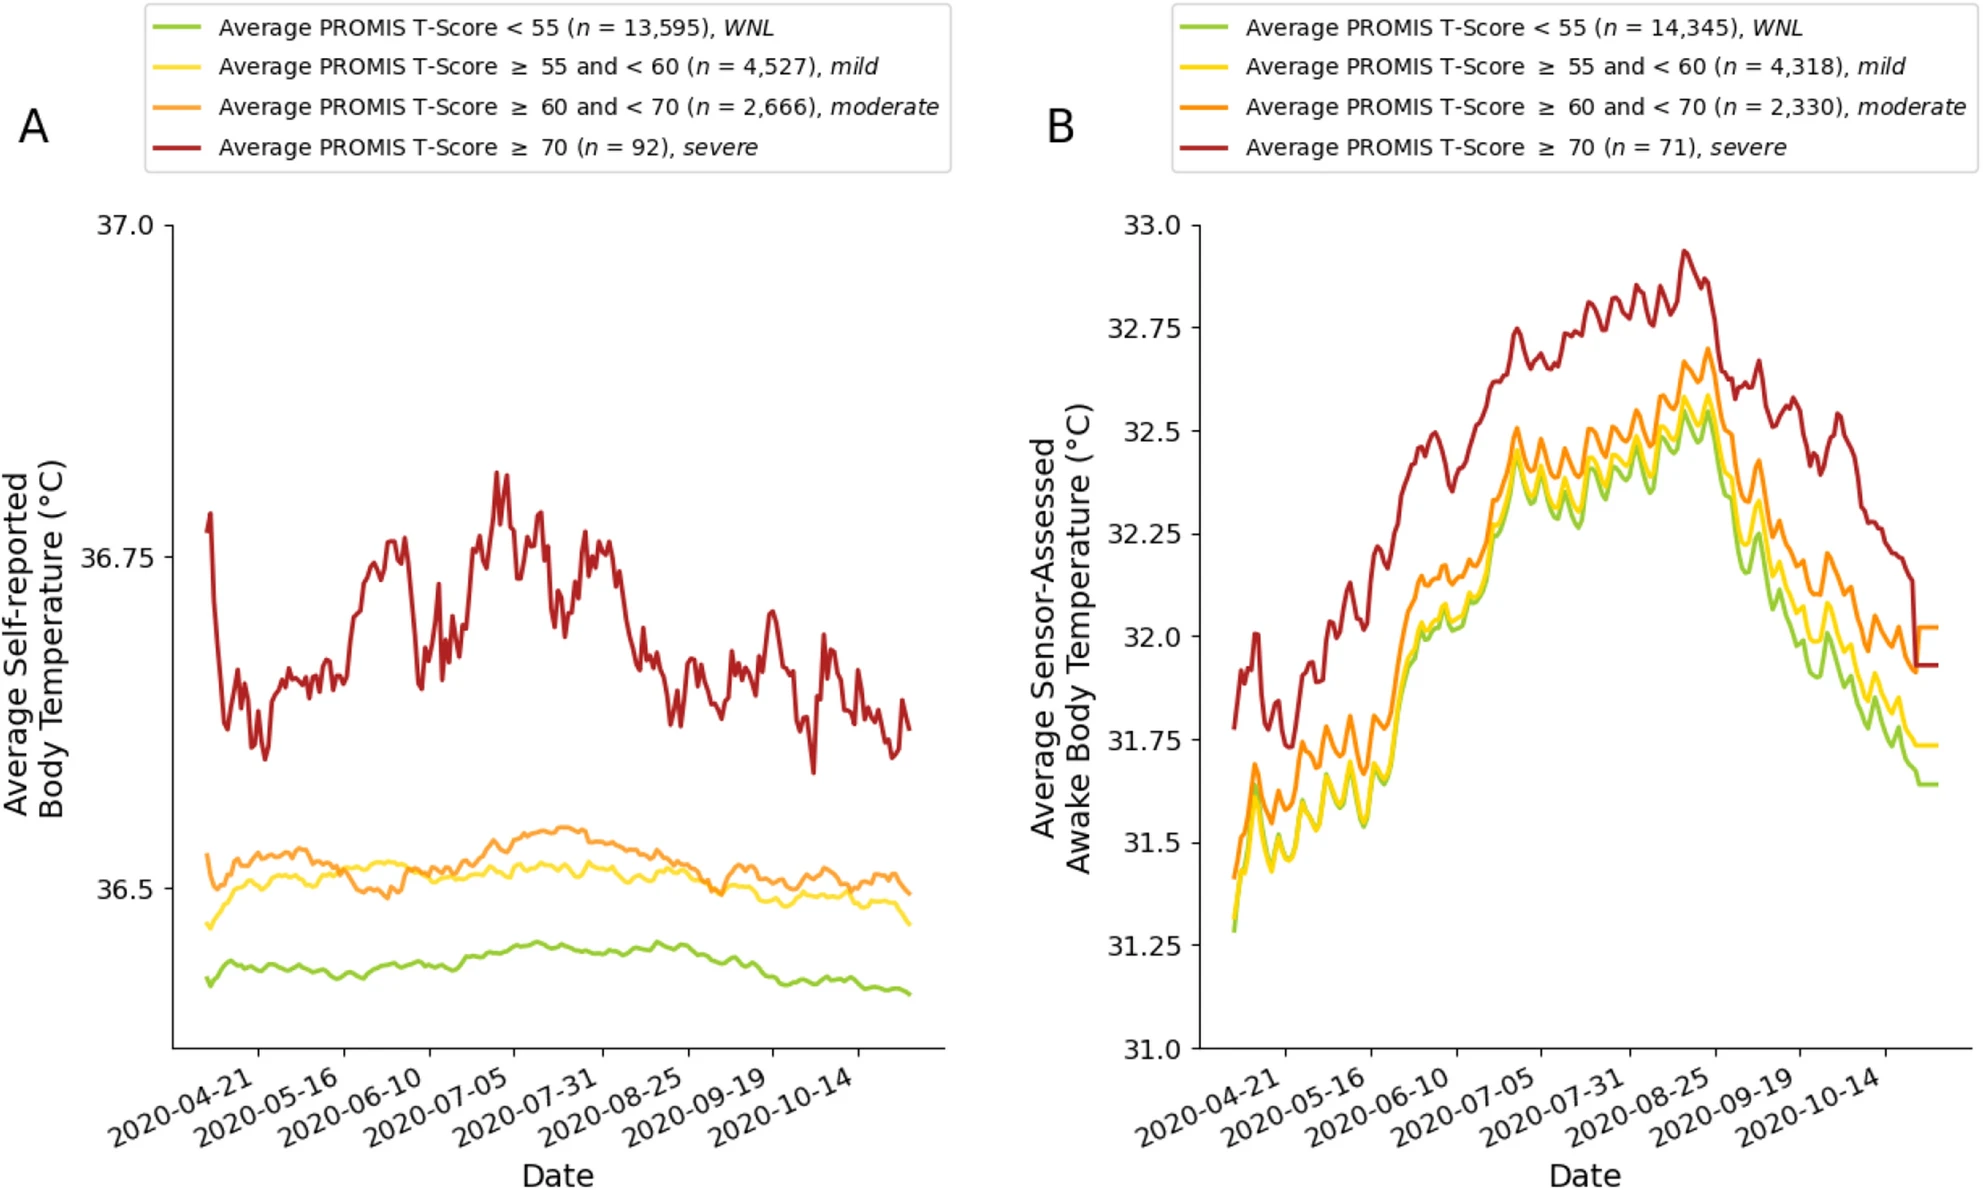 Average PROMIS T-Score < 55 (n = 13,595), WNL
Average PROMIS T-Score ≥ 55 and < 60 (n = 4,527), mild
Average PROMIS T-Score ≥ 60 and < 70 (n = 2,666), moderate
Average PROMIS T-Score ≥ 70 (n = 92), severe
A
37.0
36.75
36.5
Average Self-reported
Body Temperature (°C)
2020-04-21
2020-05-16
2020-06-10
2020-07-05
2020-07-31
2020-08-25
2020-09-19
2020-10-14
Date
Average PROMIS T-Score < 55 (n = 14,345), WNL
Average PROMIS T-Score ≥ 55 and < 60 (n = 4,318), mild
Average PROMIS T-Score ≥ 60 and < 70 (n = 2,330), moderate
Average PROMIS T-Score ≥ 70 (n = 71), severe
B
33.0
32.75
32.5
32.25
32.0
31.75
31.5
31.25
31.0
Average Sensor-Assessed
Awake Body Temperature (°C)
2020-04-21
2020-05-16
2020-06-10
2020-07-05
2020-07-31
2020-08-25
2020-09-19
2020-10-14
Date